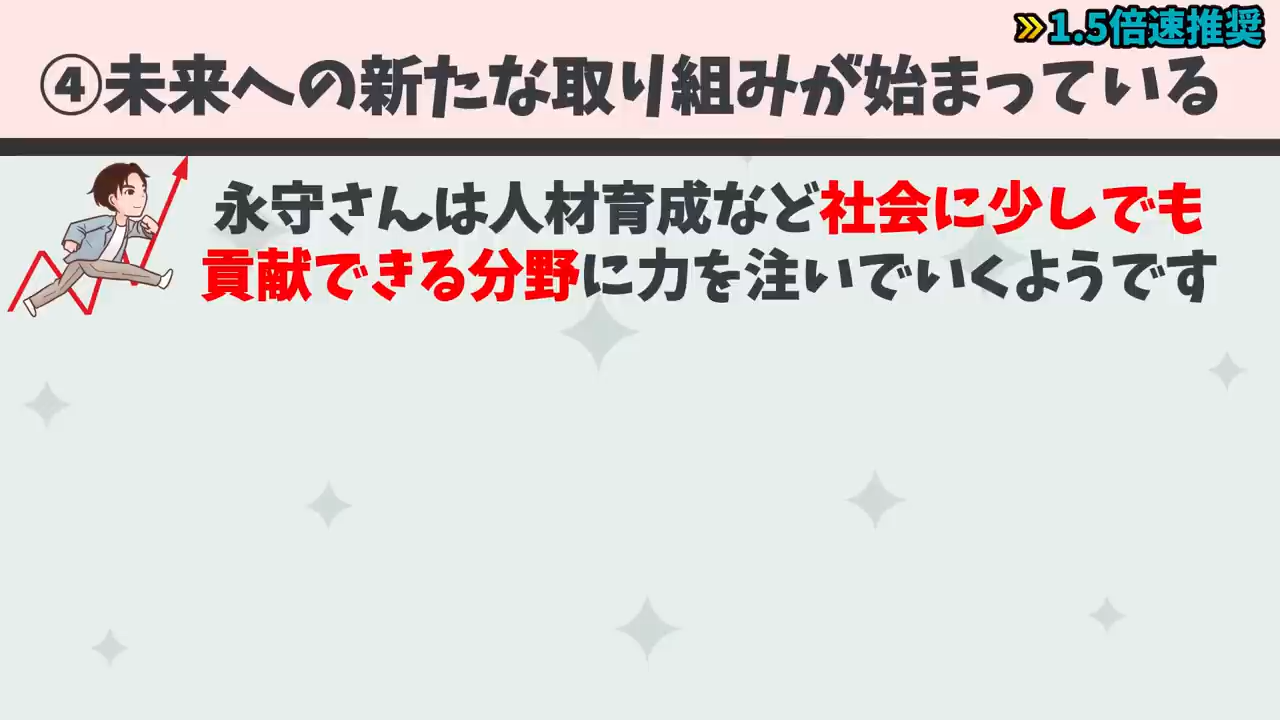 »1.5倍速推奨
④未来への新たな取り組みが始まっている
永守さんは人材育成など社会に少しでも
貢献できる分野に力を注いでいくようです